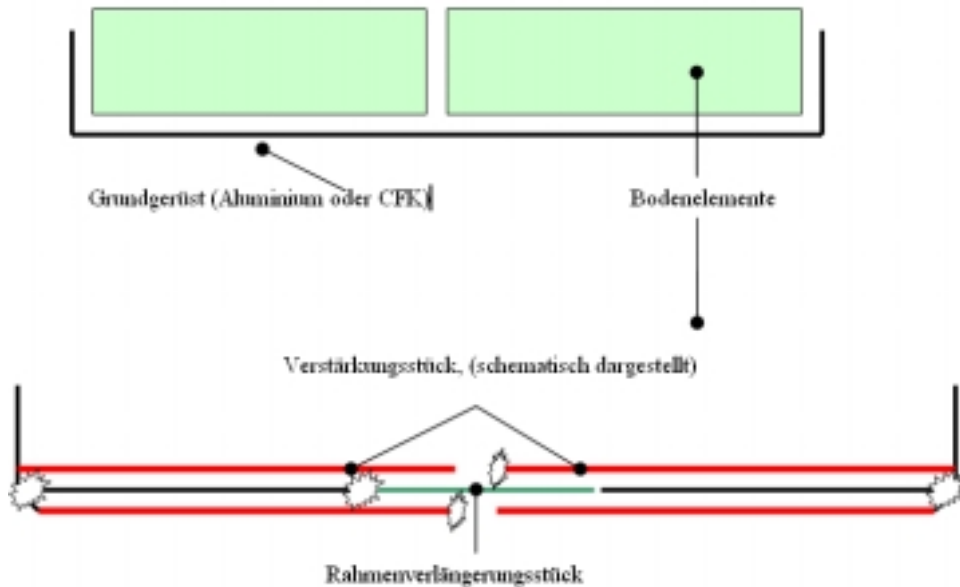 Grundgerüst (Aluminium oder CFK)
Bodenelemente
Verstärkungsstück, (schematisch dargestellt)
Rahmenverlängerungsstück